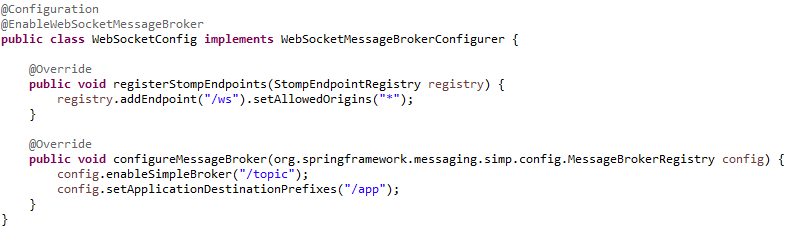 @Configuration
@EnableWebSocketMessageBroker
public class WebSocketConfig implements WebSocketMessageBrokerConfigurer {
@Override
public void registerStompEndpoints(StompEndpointRegistry registry) {
registry.addEndpoint("/ws").setAllowedOrigins("*");
}
@Override
public void configureMessageBroker(org.springframework.messaging.simp.config.MessageBrokerRegistry config) {
config.enableSimpleBroker("/topic");
config.setApplicationDestinationPrefixes("/app");
}
}